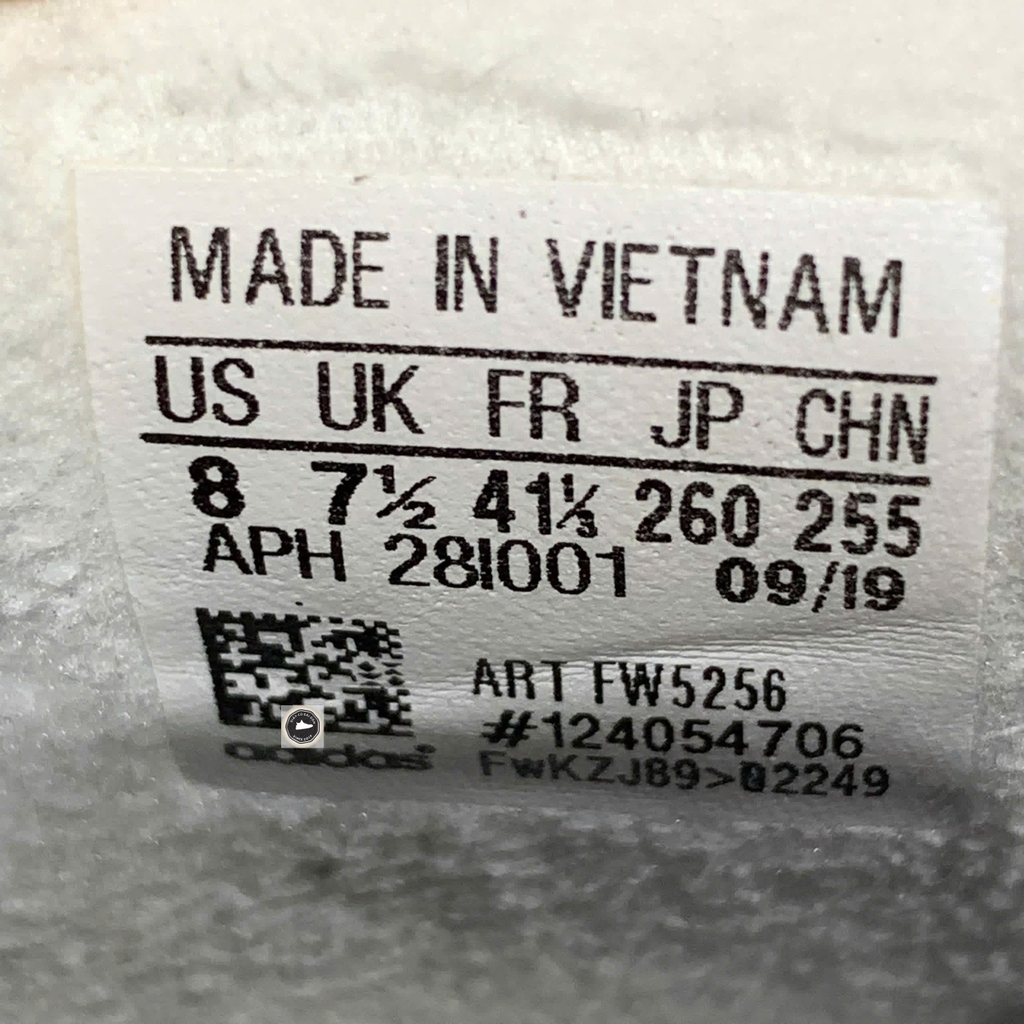 MADE IN VIETNAM
US UK FR JP CHN
8 7½ 41⅓ 260 255
APH 28I001 09/19
ART FW5256
#124054706
adidas FwKZJ89>02249